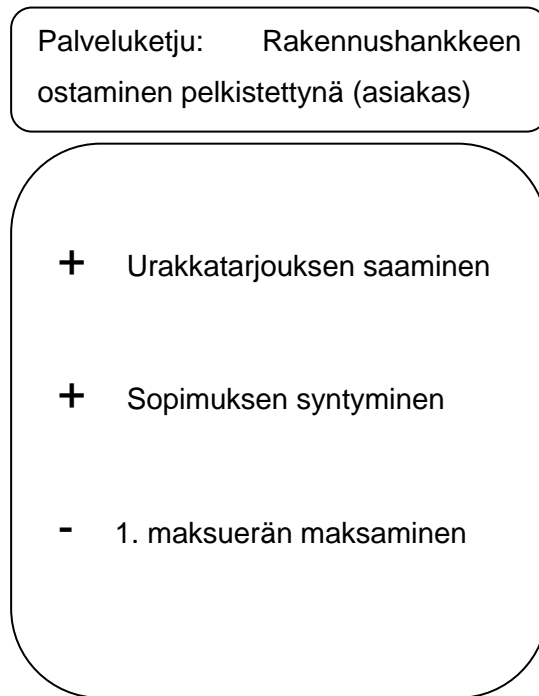 Palveluketju: Rakennushankkeen
ostaminen pelkistettynä (asiakas)
+ Urakkatarjouksen saaminen
+ Sopimuksen syntyminen
- 1. maksuerän maksaminen